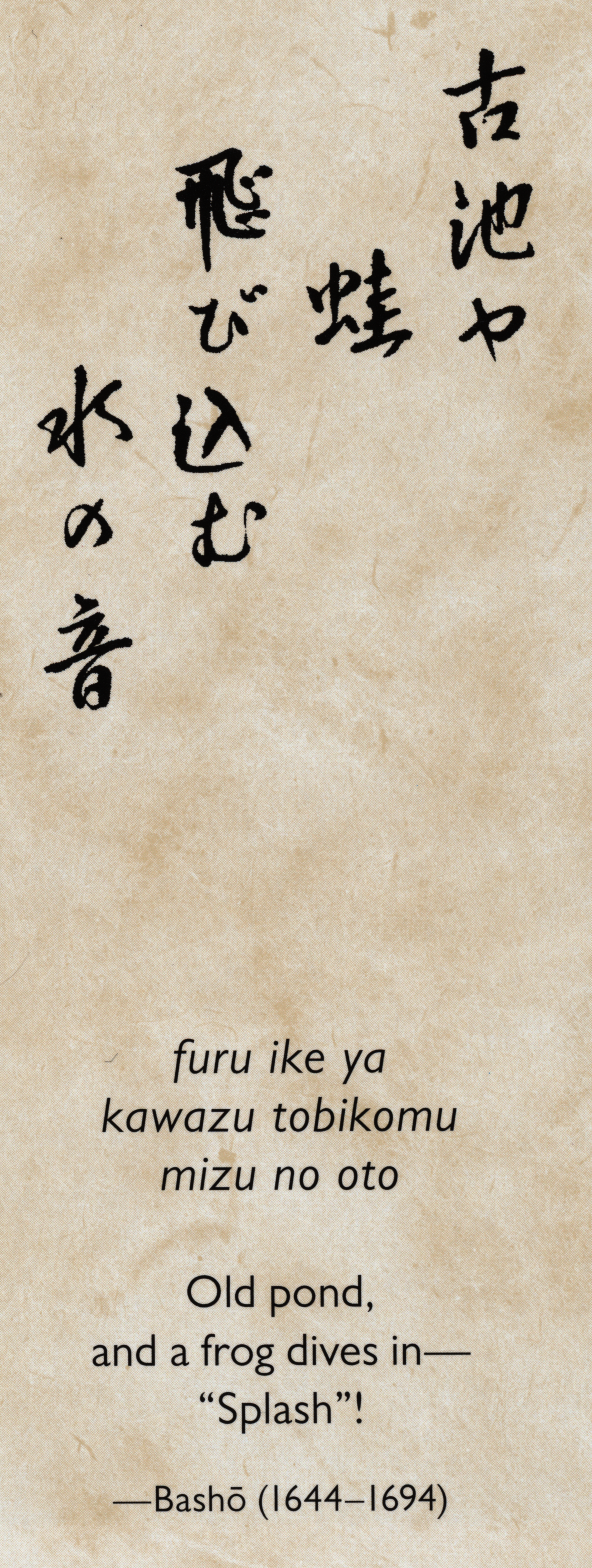 古池や
蛙
飛び込む
水の音
furu ike ya
kawazu tobikomu
mizu no oto
Old pond,
and a frog dives in—
“Splash”!
—Bashō (1644–1694)